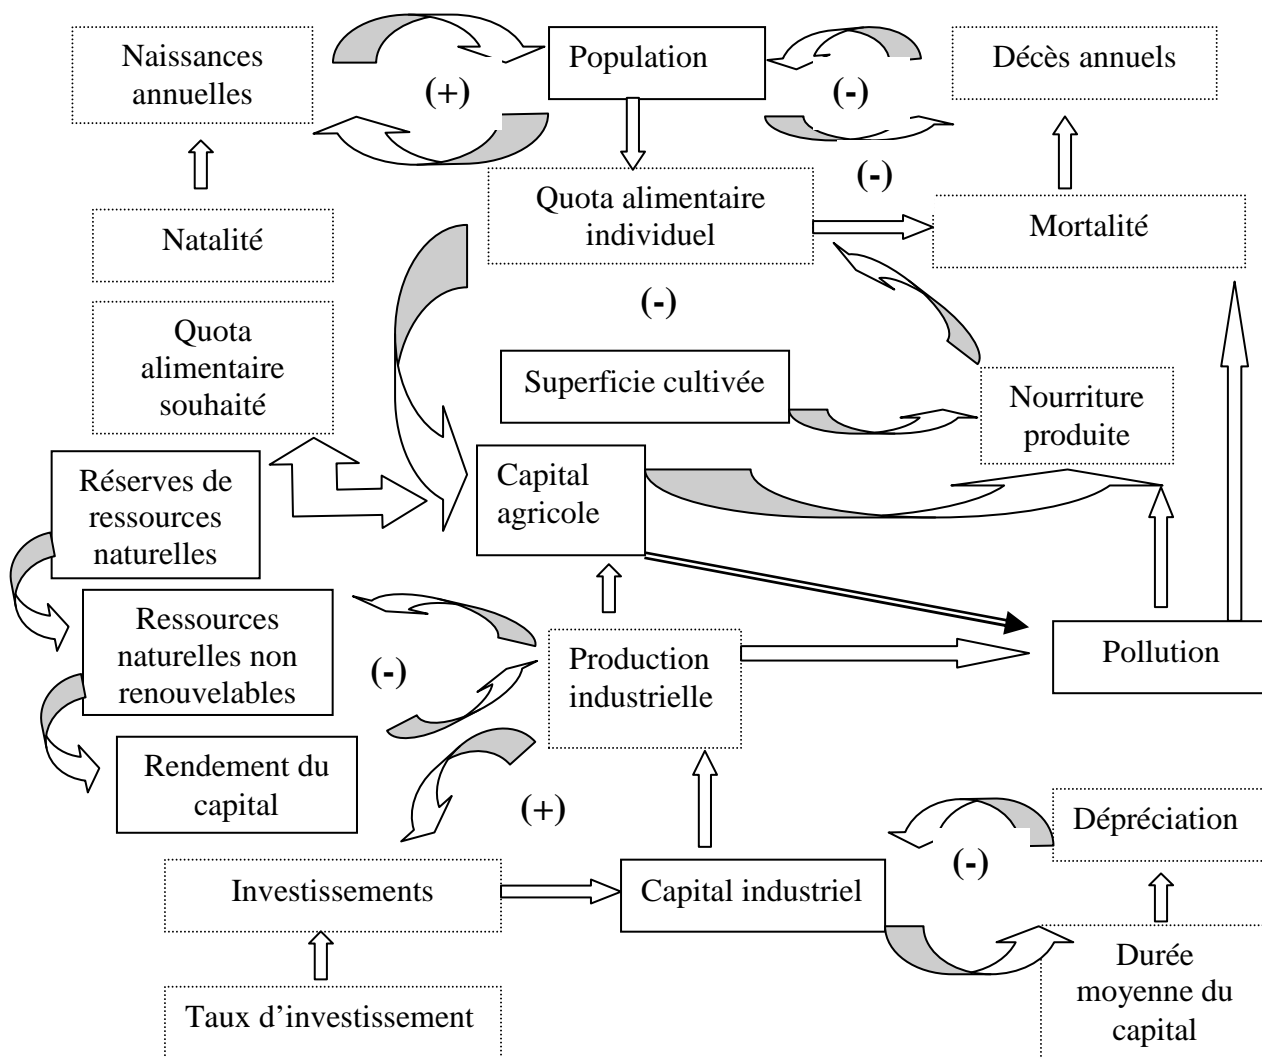 Naissances
annuelles
(+)
Population
(-)
Décès annuels
(-)
Natalité
Quota alimentaire
individuel
Mortalité
(-)
Quota
alimentaire
souhaité
Superficie cultivée
Nourriture
produite
Réserves de
ressources
naturelles
Capital
agricole
Ressources
naturelles non
renouvelables
(-)
Production
industrielle
Pollution
Rendement du
capital
(+)
Dépréciation
(-)
Investissements
Capital industriel
Durée
moyenne du
capital
Taux d’investissement